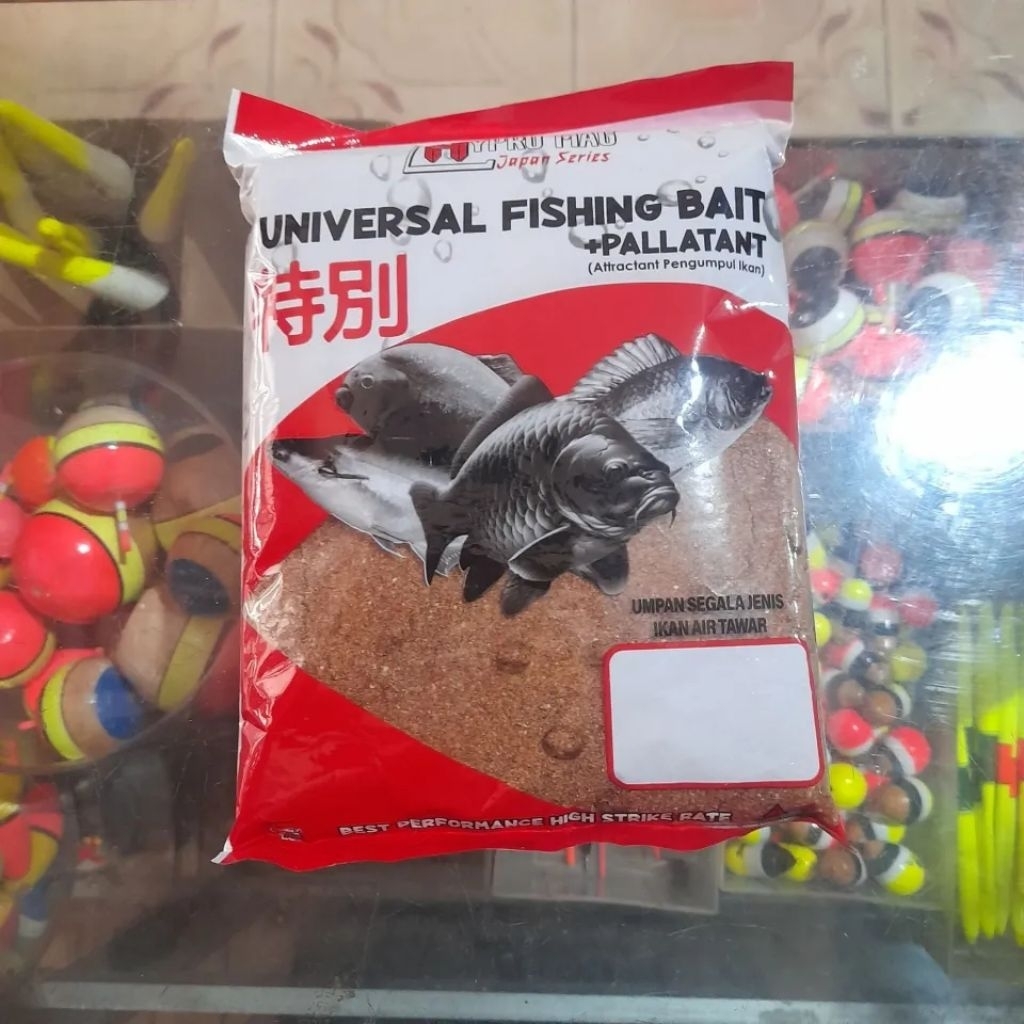 Japan Series
UNIVERSAL FISHING BAIT
+PALLATANT
(Attractant Pengumpul Ikan)
特別
UMPAN SEGALA JENIS
IKAN AIR TAWAR
BEST PERFORMANCE HIGH STRIKE RATE